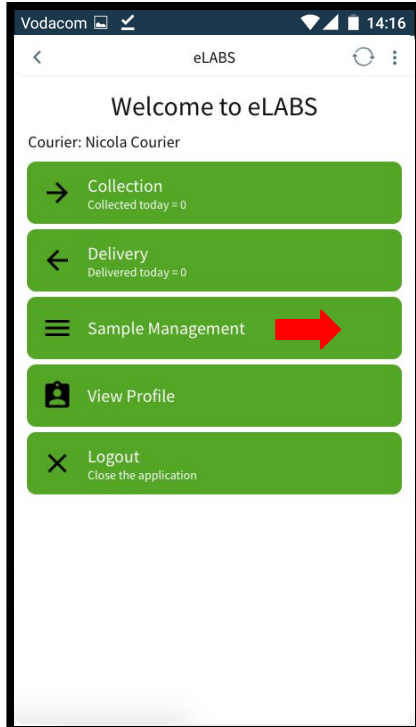 Vodacom 14:16
eLABS
Welcome to eLABS
Courier: Nicola Courier
Collection
Collected today = 0
Delivery
Delivered today = 0
Sample Management
View Profile
Logout
Close the application